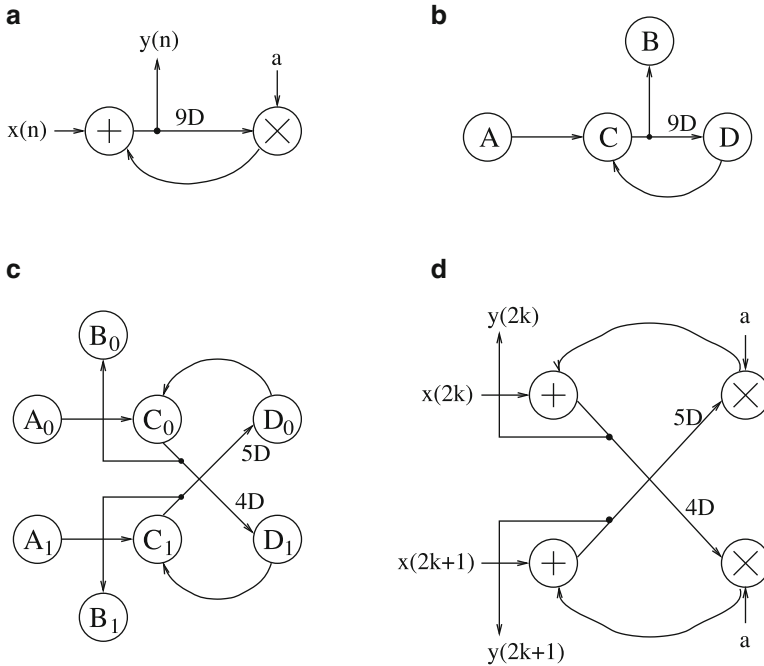 a
y(n)
a
x(n)
+
9D
×
b
B
A
C
9D
D
c
B0
A0
C0
D0
5D
4D
A1
C1
D1
B1
d
y(2k)
a
x(2k)
+
×
5D
4D
x(2k+1)
+
×
y(2k+1)
a